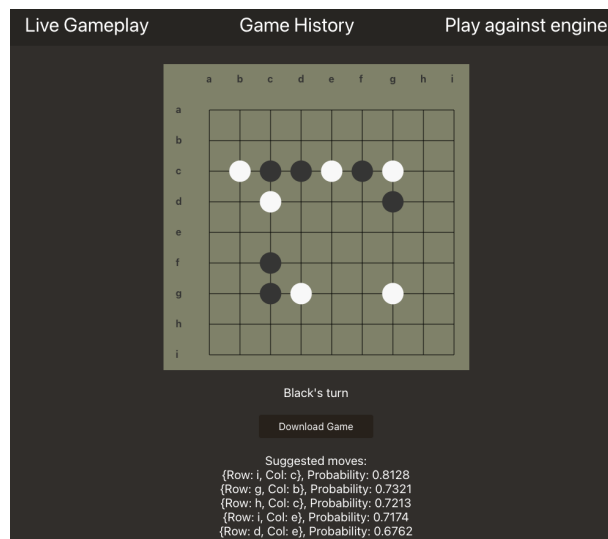 Live Gameplay Game History Play against engine
a b c d e f g h i
a
b
c
d
e
f
g
h
i
Black's turn
Download Game
Suggested moves:
{Row: i, Col: c}, Probability: 0.8128
{Row: g, Col: b}, Probability: 0.7321
{Row: h, Col: c}, Probability: 0.7213
{Row: i, Col: e}, Probability: 0.7174
{Row: d, Col: e}, Probability: 0.6762